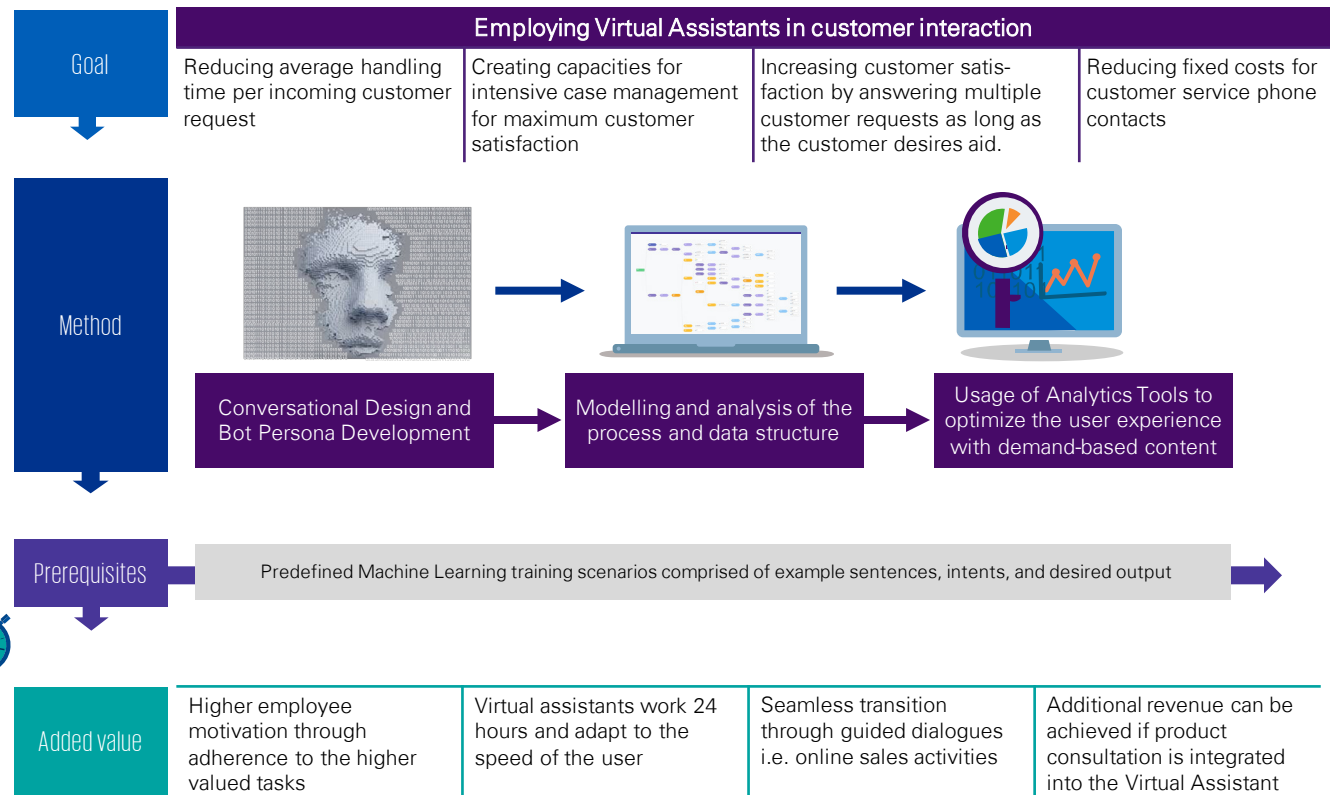 Employing Virtual Assistants in customer interaction
Goal
Reducing average handling
time per incoming customer
request
Creating capacities for
intensive case management
for maximum customer
satisfaction
Increasing customer satis-
faction by answering multiple
customer requests as long as
the customer desires aid.
Reducing fixed costs for
customer service phone
contacts
Method
Conversational Design and
Bot Persona Development
Modelling and analysis of the
process and data structure
Usage of Analytics Tools to
optimize the user experience
with demand-based content
Prerequisites
Predefined Machine Learning training scenarios comprised of example sentences, intents, and desired output
Added value
Higher employee
motivation through
adherence to the higher
valued tasks
Virtual assistants work 24
hours and adapt to the
speed of the user
Seamless transition
through guided dialogues
i.e. online sales activities
Additional revenue can be
achieved if product
consultation is integrated
into the Virtual Assistant